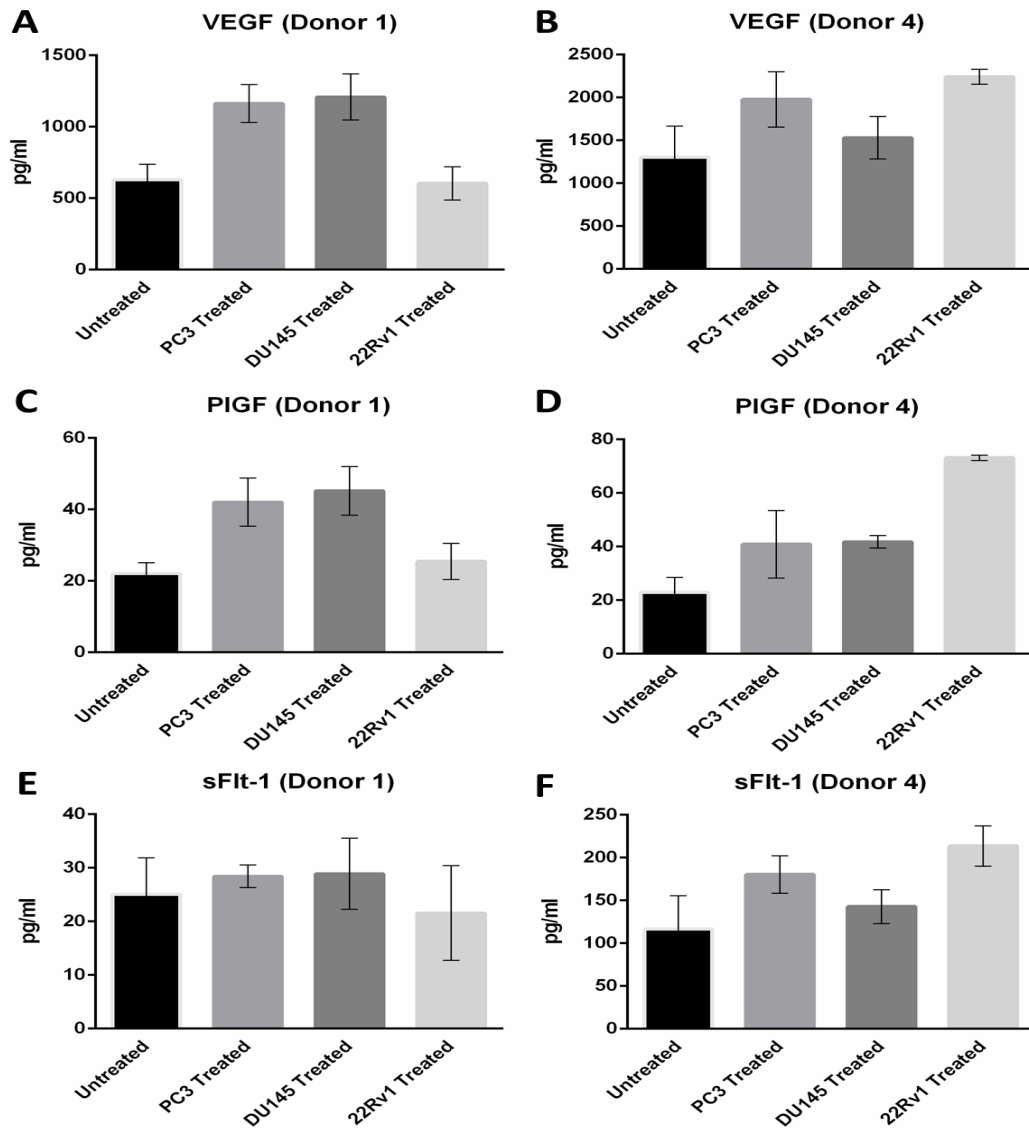 A
VEGF (Donor 1)
pg/ml
1500
1000
500
0
Untreated
PC3 Treated
DU145 Treated
22Rv1 Treated
B
VEGF (Donor 4)
pg/ml
2500
2000
1500
1000
500
0
Untreated
PC3 Treated
DU145 Treated
22Rv1 Treated
C
PIGF (Donor 1)
pg/ml
60
40
20
0
Untreated
PC3 Treated
DU145 Treated
22Rv1 Treated
D
PIGF (Donor 4)
pg/ml
80
60
40
20
0
Untreated
PC3 Treated
DU145 Treated
22Rv1 Treated
E
sFlt-1 (Donor 1)
pg/ml
40
30
20
10
0
Untreated
PC3 Treated
DU145 Treated
22Rv1 Treated
F
sFlt-1 (Donor 4)
pg/ml
250
200
150
100
50
0
Untreated
PC3 Treated
DU145 Treated
22Rv1 Treated